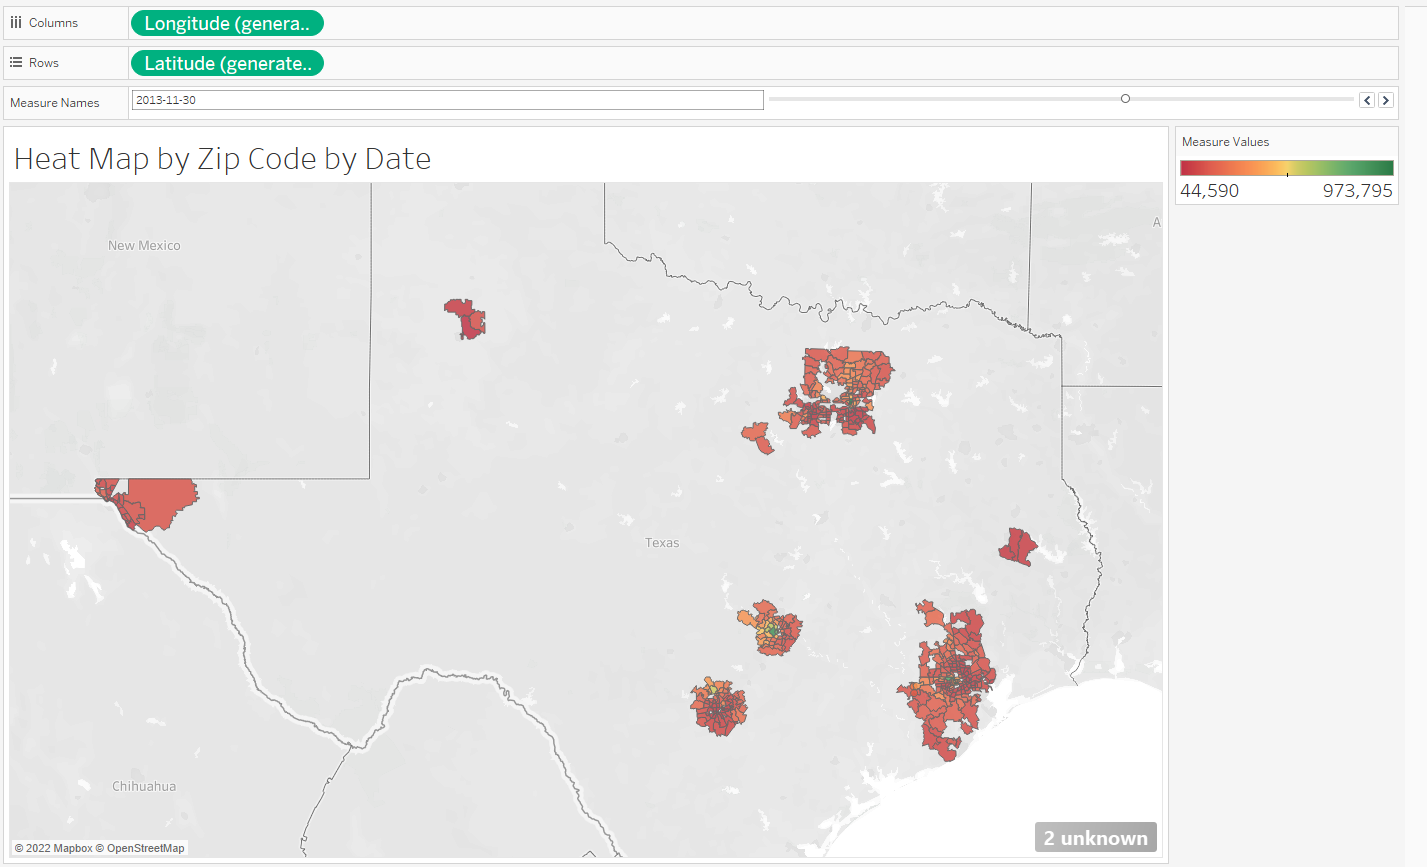 Columns
Longitude (genera..
Rows
Latitude (generate..
Measure Names
2013-11-30
Heat Map by Zip Code by Date
Measure Values
44,590
973,795
New Mexico
A
Texas
Chihuahua
© 2022 Mapbox © OpenStreetMap
2 unknown